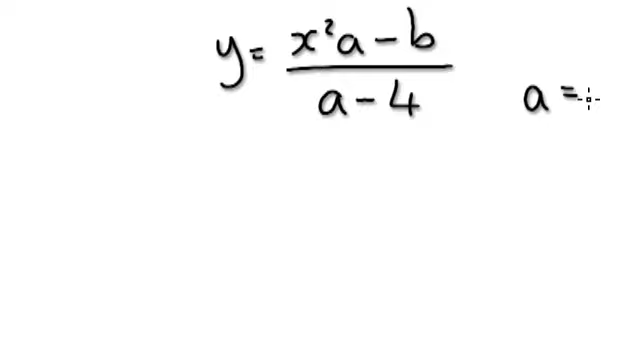 y = x²a - b / a - 4
a =